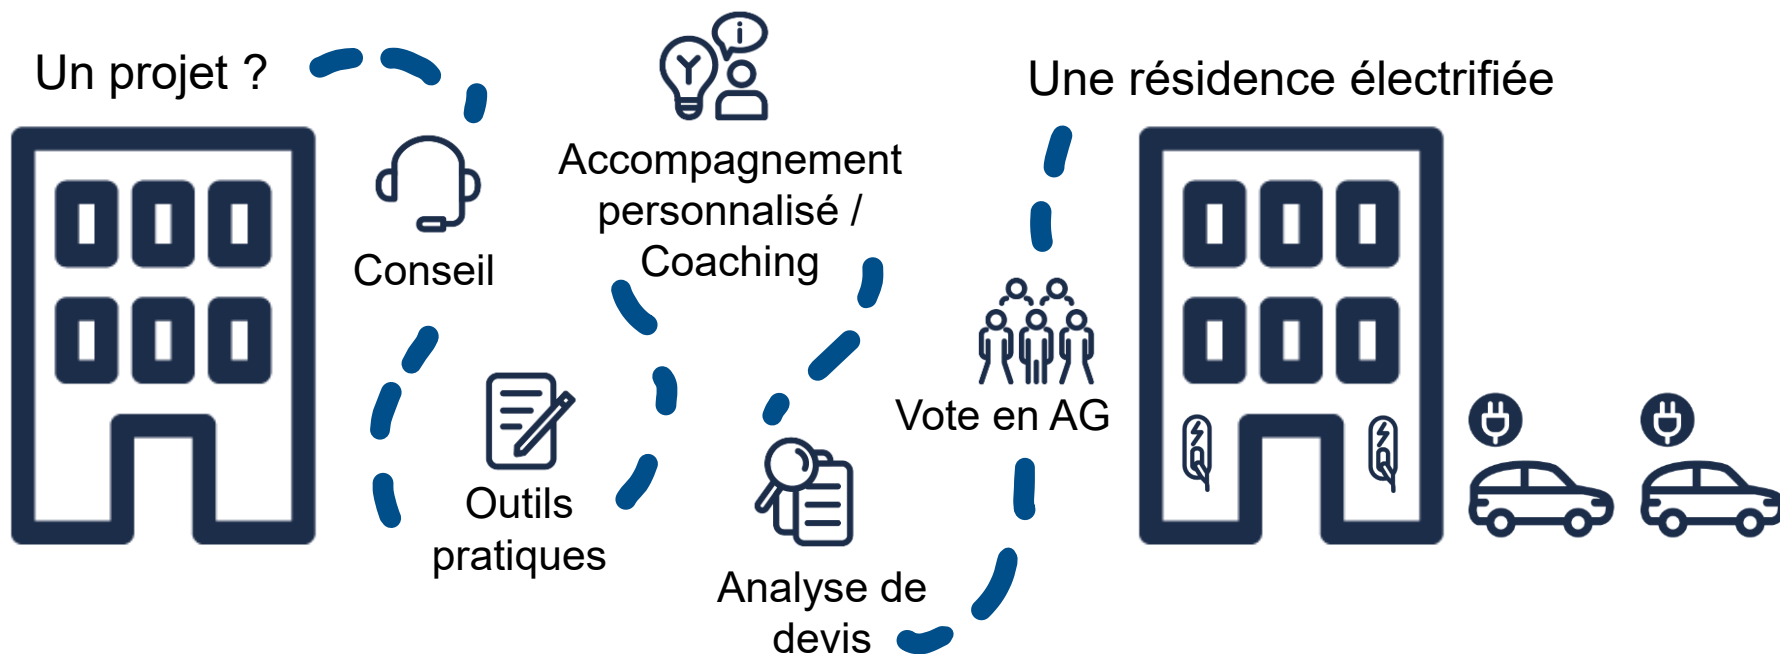 Un projet ?
Conseil
Outils
pratiques
Accompagnement
personnalisé /
Coaching
Analyse de
devis
Vote en AG
Une résidence électrifiée